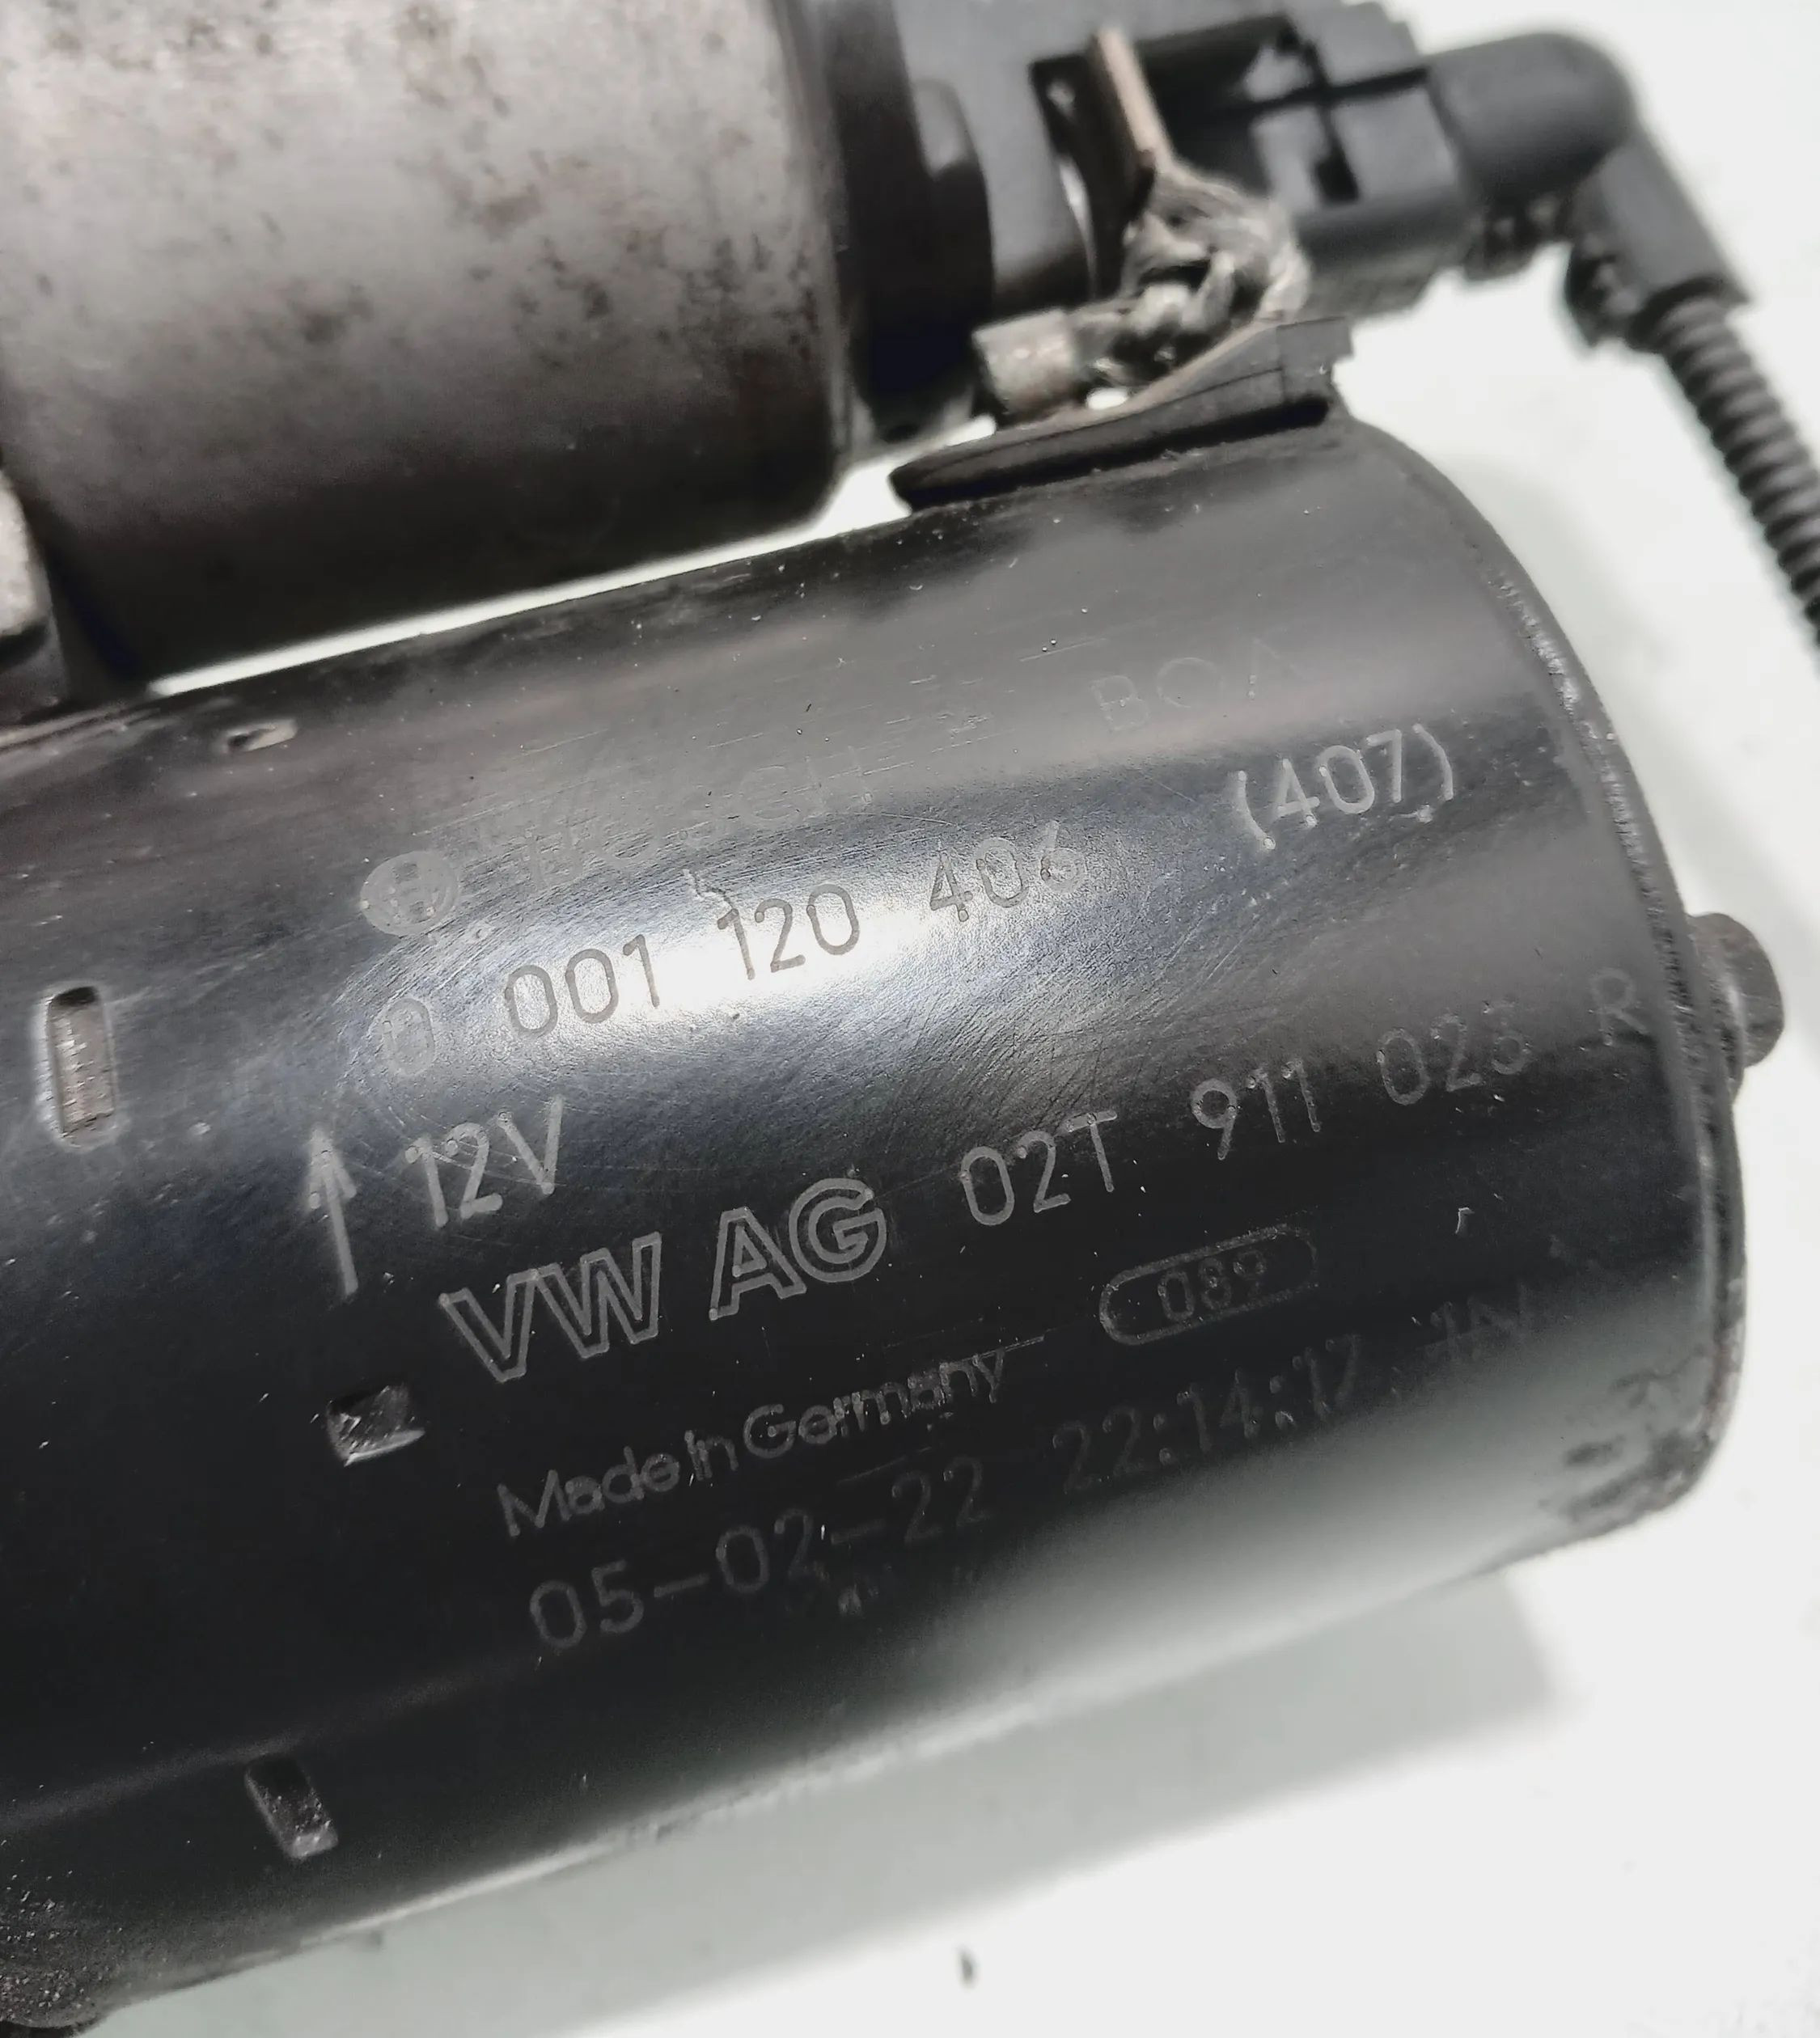 BOSCH BOA
0 001 120 406 (407)
12V
VW AG 02T 911 023 R
Made in Germany 089
05-02-22 22:14:17